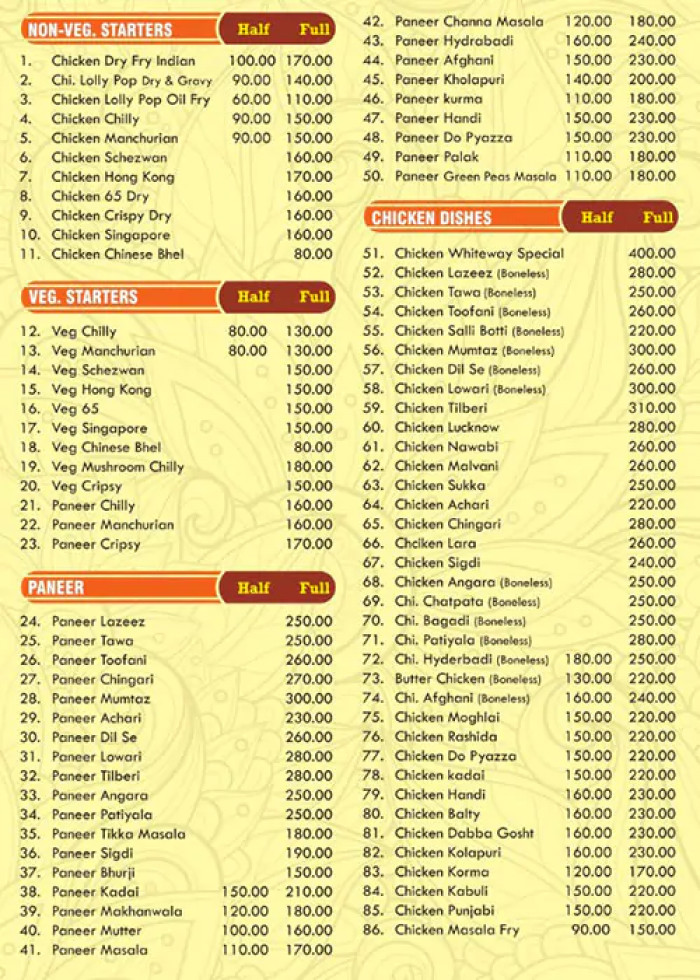 NON-VEG. STARTERS Half Full
1. Chicken Dry Fry Indian 100.00 170.00
2. Chi. Lolly Pop Dry & Gravy 90.00 140.00
3. Chicken Lolly Pop Oil Fry 60.00 110.00
4. Chicken Chilly 90.00 150.00
5. Chicken Manchurian 90.00 150.00
6. Chicken Schezwan 160.00
7. Chicken Hong Kong 170.00
8. Chicken 65 Dry 160.00
9. Chicken Crispy Dry 160.00
10. Chicken Singapore 160.00
11. Chicken Chinese Bhel 80.00
VEG. STARTERS Half Full
12. Veg Chilly 80.00 130.00
13. Veg Manchurian 80.00 130.00
14. Veg Schezwan 150.00
15. Veg Hong Kong 150.00
16. Veg 65 150.00
17. Veg Singapore 150.00
18. Veg Chinese Bhel 80.00
19. Veg Mushroom Chilly 180.00
20. Veg Cripsy 150.00
21. Paneer Chilly 160.00
22. Paneer Manchurian 160.00
23. Paneer Cripsy 170.00
PANEER Half Full
24. Paneer Lazeez 250.00
25. Paneer Tawa 250.00
26. Paneer Toofani 260.00
27. Paneer Chingari 270.00
28. Paneer Mumtaz 300.00
29. Paneer Achari 230.00
30. Paneer Dil Se 260.00
31. Paneer Lowari 280.00
32. Paneer Tilberi 280.00
33. Paneer Angara 250.00
34. Paneer Patiyala 250.00
35. Paneer Tikka Masala 180.00
36. Paneer Sigdi 190.00
37. Paneer Bhurji 150.00
38. Paneer Kadai 150.00 210.00
39. Paneer Makhanwala 120.00 180.00
40. Paneer Mutter 100.00 160.00
41. Paneer Masala 110.00 170.00
42. Paneer Channa Masala 120.00 180.00
43. Paneer Hydrabadi 160.00 240.00
44. Paneer Afghani 150.00 230.00
45. Paneer Kholapuri 140.00 200.00
46. Paneer kurma 110.00 180.00
47. Paneer Handi 150.00 230.00
48. Paneer Do Pyazza 150.00 230.00
49. Paneer Palak 110.00 180.00
50. Paneer Green Peas Masala 110.00 180.00
CHICKEN DISHES Half Full
51. Chicken Whiteway Special 400.00
52. Chicken Lazeez (Boneless) 280.00
53. Chicken Tawa (Boneless) 250.00
54. Chicken Toofani (Boneless) 260.00
55. Chicken Salli Botti (Boneless) 220.00
56. Chicken Mumtaz (Boneless) 300.00
57. Chicken Dil Se (Boneless) 260.00
58. Chicken Lowari (Boneless) 300.00
59. Chicken Tilberi 310.00
60. Chicken Lucknow 280.00
61. Chicken Nawabi 260.00
62. Chicken Malvani 260.00
63. Chicken Sukka 250.00
64. Chicken Achari 220.00
65. Chicken Chingari 280.00
66. Chciken Lara 260.00
67. Chicken Sigdi 240.00
68. Chicken Angara (Boneless) 250.00
69. Chi. Chatpata (Boneless) 250.00
70. Chi. Bagadi (Boneless) 250.00
71. Chi. Patiyala (Boneless) 280.00
72. Chi. Hyderbadi (Boneless) 180.00 250.00
73. Butter Chicken (Boneless) 130.00 220.00
74. Chi. Afghani (Boneless) 160.00 240.00
75. Chicken Moghlai 150.00 220.00
76. Chicken Rashida 150.00 220.00
77. Chicken Do Pyazza 150.00 220.00
78. Chicken kadai 150.00 220.00
79. Chicken Handi 160.00 230.00
80. Chicken Balty 160.00 230.00
81. Chicken Dabba Gosht 160.00 230.00
82. Chicken Kolapuri 160.00 230.00
83. Chicken Korma 120.00 170.00
84. Chicken Kabuli 150.00 220.00
85. Chicken Punjabi 150.00 220.00
86. Chicken Masala Fry 90.00 150.00